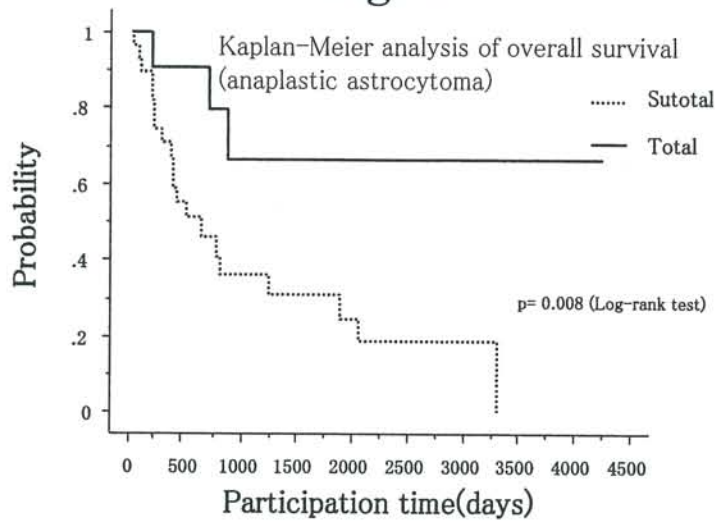 Kaplan-Meier analysis of overall survival
(anaplastic astrocytoma)
Sutotal
Total
p= 0.008 (Log-rank test)
Probability
1
.8
.6
.4
.2
0
0 500 1000 1500 2000 2500 3000 3500 4000 4500
Participation time(days)